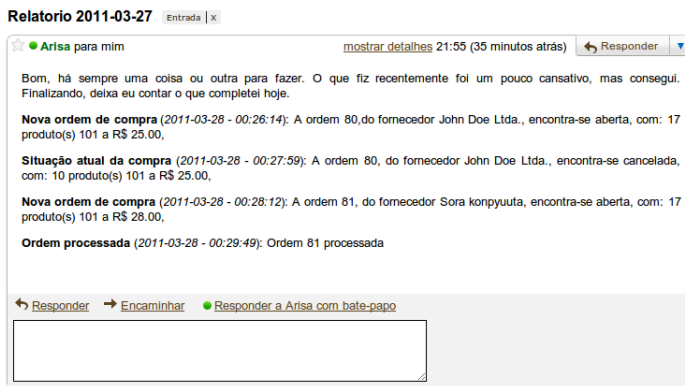 Relatorio 2011-03-27 Entrada x
Arisa para mim mostrar detalhes 21:55 (35 minutos atrás) Responder
Bom, há sempre uma coisa ou outra para fazer. O que fiz recentemente foi um pouco cansativo, mas consegui.
Finalizando, deixa eu contar o que completei hoje.
Nova ordem de compra (2011-03-28 - 00:26:14): A ordem 80,do fornecedor John Doe Ltda., encontra-se aberta, com: 17
produto(s) 101 a R$ 25.00,
Situação atual da compra (2011-03-28 - 00:27:59): A ordem 80, do fornecedor John Doe Ltda., encontra-se cancelada,
com: 10 produto(s) 101 a R$ 25.00,
Nova ordem de compra (2011-03-28 - 00:28:12): A ordem 81, do fornecedor Sora konpyuuta, encontra-se aberta, com: 17
produto(s) 101 a R$ 28.00,
Ordem processada (2011-03-28 - 00:29:49): Ordem 81 processada
Responder Encaminhar Responder a Arisa com bate-papo